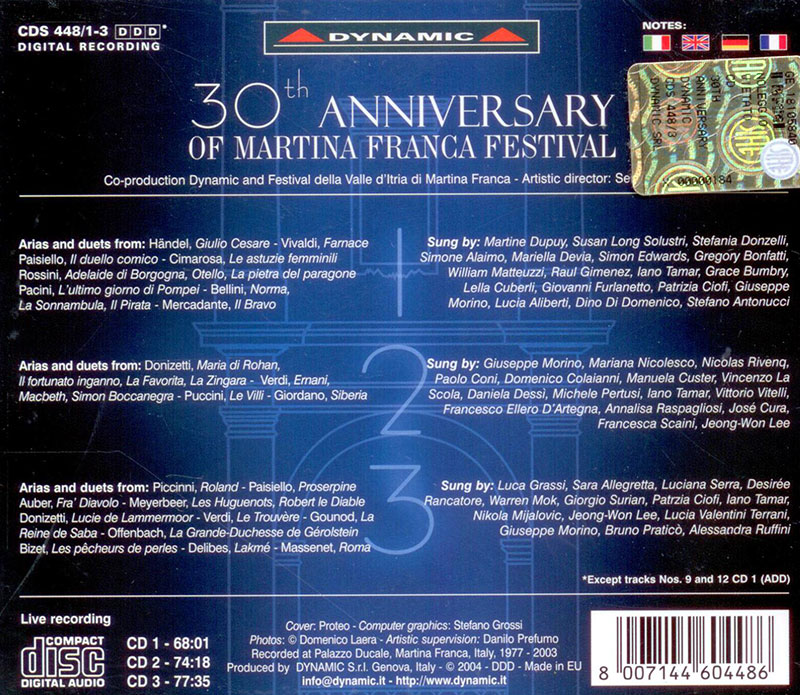 CDS 448/1-3 DDD*
DIGITAL RECORDING
DYNAMIC
NOTES:
30th ANNIVERSARY
OF MARTINA FRANCA FESTIVAL
Co-production Dynamic and Festival della Valle d'Itria di Martina Franca - Artistic director: Se
30TH
ANNIVERSARY
DYNAMIC
CDS 448/3
DYNAMIC SRL
00000184
1
Arias and duets from: Händel, Giulio Cesare - Vivaldi, Farnace
Paisiello, Il duello comico - Cimarosa, Le astuzie femminili
Rossini, Adelaide di Borgogna, Otello, La pietra del paragone
Pacini, L'ultimo giorno di Pompei - Bellini, Norma,
La Sonnambula, Il Pirata - Mercadante, Il Bravo
Sung by: Martine Dupuy, Susan Long Solustri, Stefania Donzelli,
Simone Alaimo, Mariella Devia, Simon Edwards, Gregory Bonfatti,
William Matteuzzi, Raul Gimenez, Iano Tamar, Grace Bumbry,
Lella Cuberli, Giovanni Furlanetto, Patrizia Ciofi, Giuseppe
Morino, Lucia Aliberti, Dino Di Domenico, Stefano Antonucci
2
Arias and duets from: Donizetti, Maria di Rohan,
Il fortunato inganno, La Favorita, La Zingara - Verdi, Ernani,
Macbeth, Simon Boccanegra - Puccini, Le Villi - Giordano, Siberia
Sung by: Giuseppe Morino, Mariana Nicolesco, Nicolas Rivenq,
Paolo Coni, Domenico Colaianni, Manuela Custer, Vincenzo La
Scola, Daniela Dessì, Michele Pertusi, Iano Tamar, Vittorio Vitelli,
Francesco Ellero D'Artegna, Annalisa Raspagliosi, José Cura,
Francesca Scaini, Jeong-Won Lee
3
Arias and duets from: Piccinni, Roland - Paisiello, Proserpine
Auber, Fra' Diavolo - Meyerbeer, Les Huguenots, Robert le Diable
Donizetti, Lucie de Lammermoor - Verdi, Le Trouvère - Gounod, La
Reine de Saba - Offenbach, La Grande-Duchesse de Gérolstein
Bizet, Les pêcheurs de perles - Delibes, Lakmé - Massenet, Roma
Sung by: Luca Grassi, Sara Allegretta, Luciana Serra, Desirée
Rancatore, Warren Mok, Giorgio Surian, Patrzia Ciofi, Iano Tamar,
Nikola Mijalovic, Jeong-Won Lee, Lucia Valentini Terrani,
Giuseppe Morino, Bruno Praticò, Alessandra Ruffini
*Except tracks Nos. 9 and 12 CD 1 (ADD)
Live recording
COMPACT
disc
DIGITAL AUDIO
CD 1 - 68:01
CD 2 - 74:18
CD 3 - 77:35
Cover: Proteo - Computer graphics: Stefano Grossi
Photos: © Domenico Laera - Artistic supervision: Danilo Prefumo
Recorded at Palazzo Ducale, Martina Franca, Italy, 1977 - 2003
Produced by DYNAMIC S.r.l. Genova, Italy - © 2004 - DDD - Made in EU
info@dynamic.it - http://www.dynamic.it
8 007144 604486